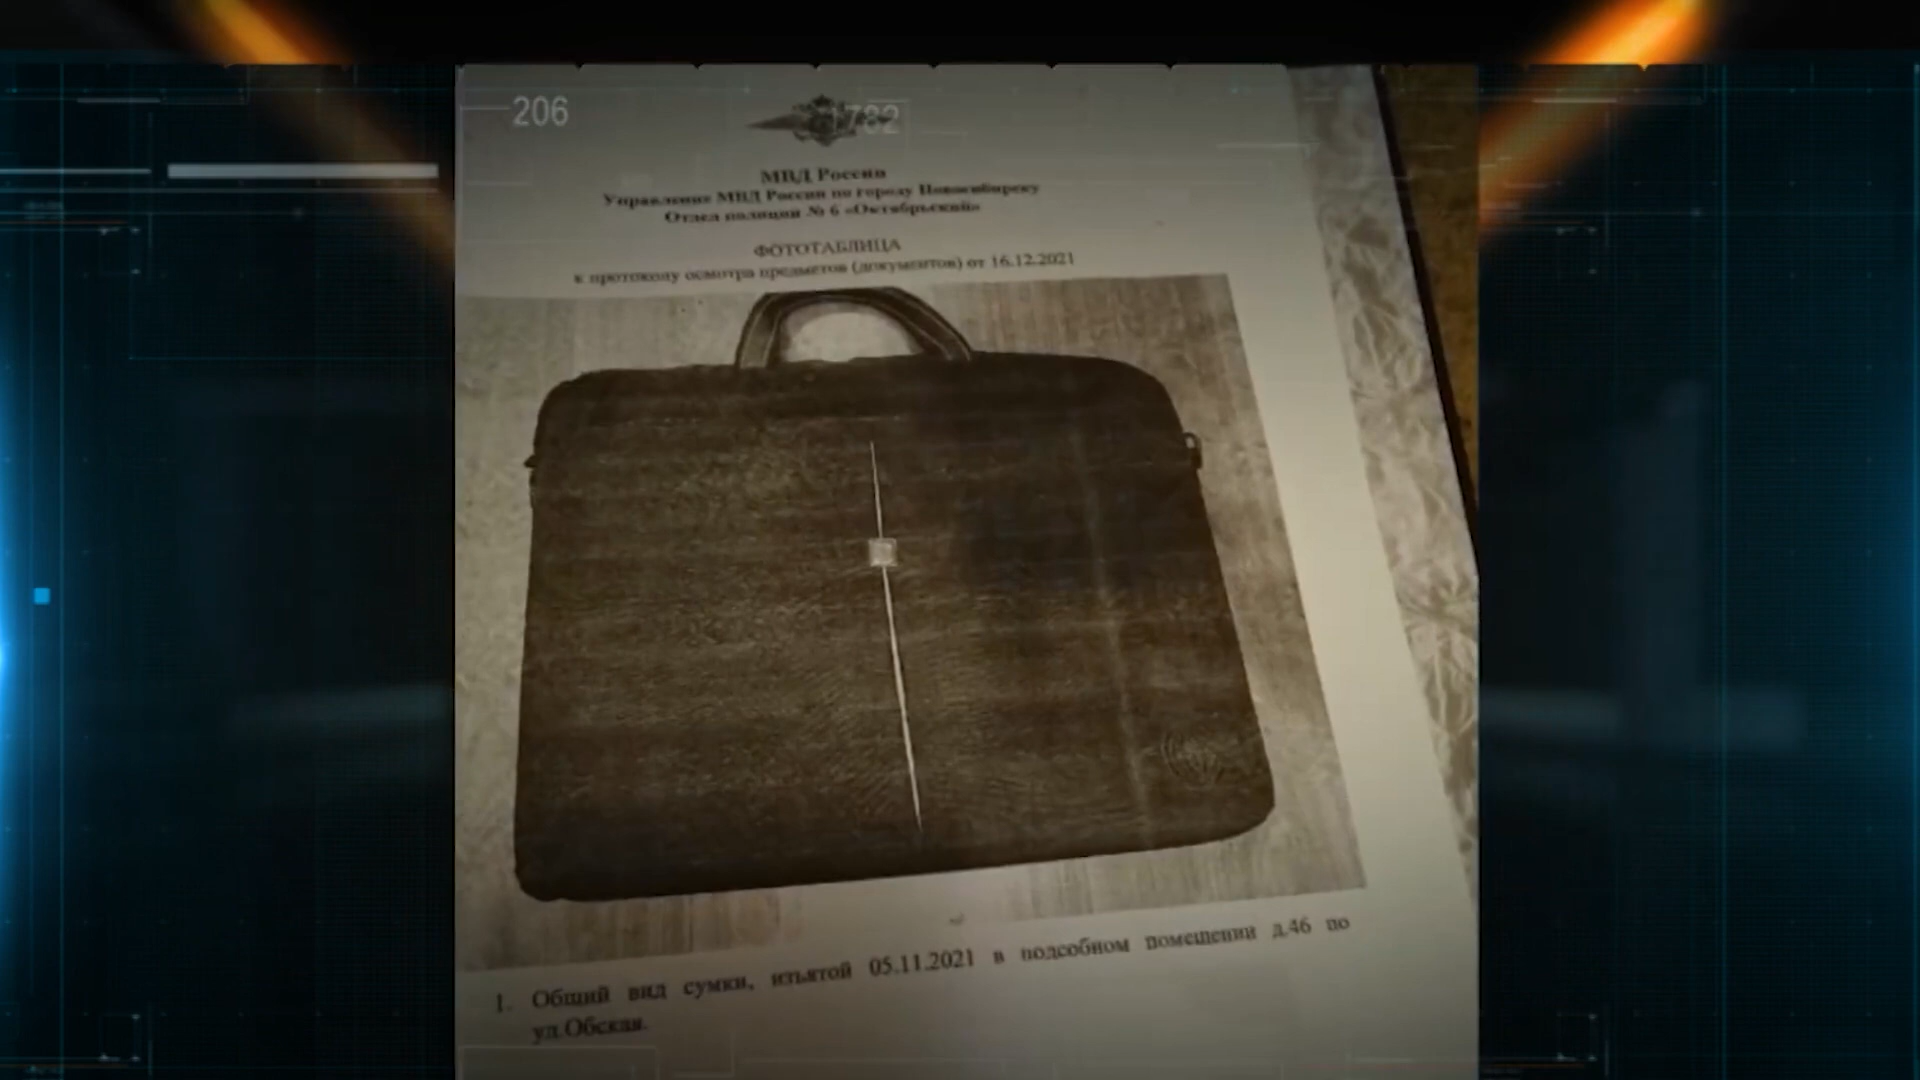 206
1782
МВД России
Управление МВД России по городу Новосибирску
Отдел полиции № 6 «Октябрьский»
ФОТОТАБЛИЦА
к протоколу осмотра предметов (документов) от 16.12.2021
1. Общий вид сумки, изъятой 05.11.2021 в подсобном помещении д.46 по
ул.Обская.